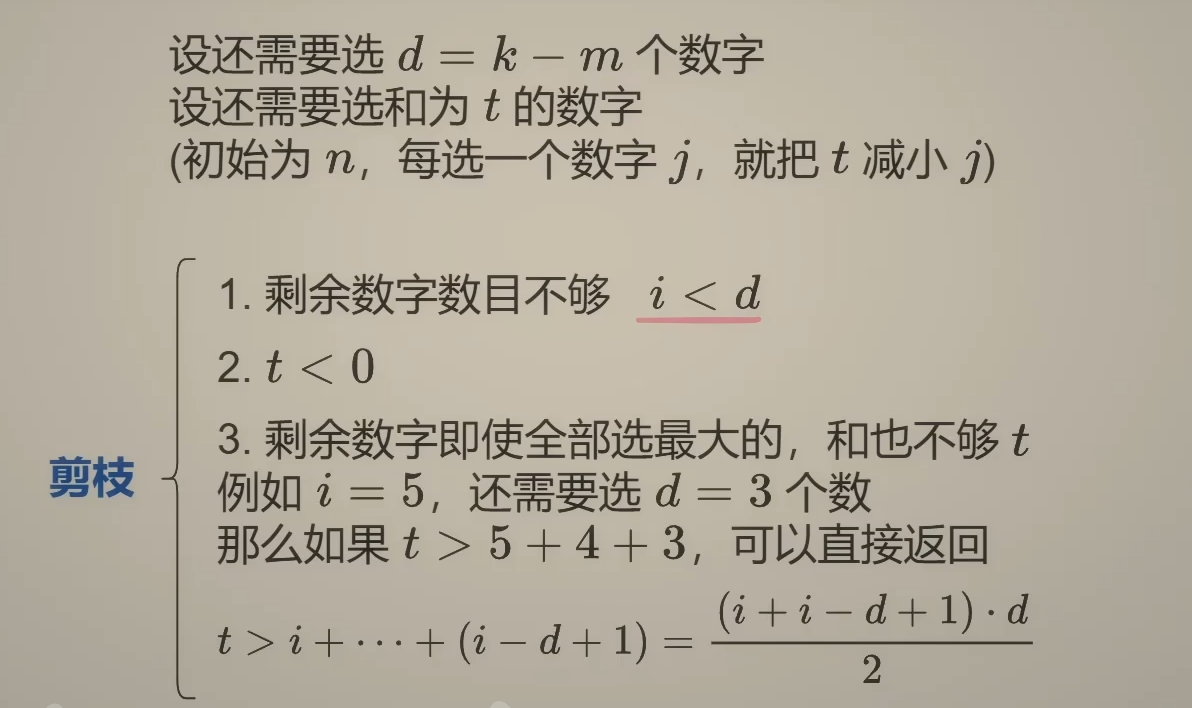 设还需要选 d = k − m 个数字
设还需要选和为 t 的数字
(初始为 n，每选一个数字 j，就把 t 减小 j)
1. 剩余数字数目不够 i < d
2. t < 0
3. 剩余数字即使全部选最大的，和也不够 t
剪枝
例如 i = 5，还需要选 d = 3 个数
那么如果 t > 5 + 4 + 3，可以直接返回
t > i + ⋯ + (i − d + 1) = (i + i − d + 1) · d / 2